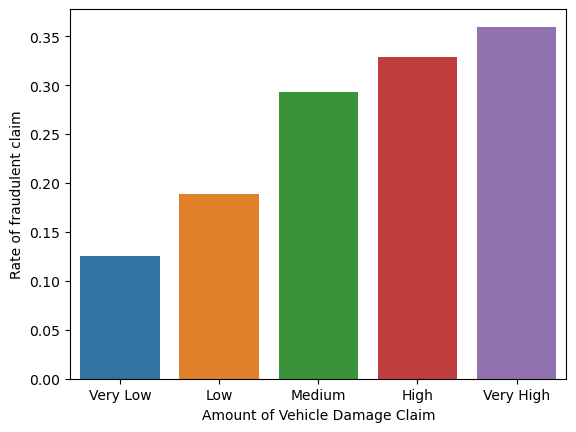 Rate of fraudulent claim
0.35
0.30
0.25
0.20
0.15
0.10
0.05
0.00
Very Low Low Medium High Very High
Amount of Vehicle Damage Claim